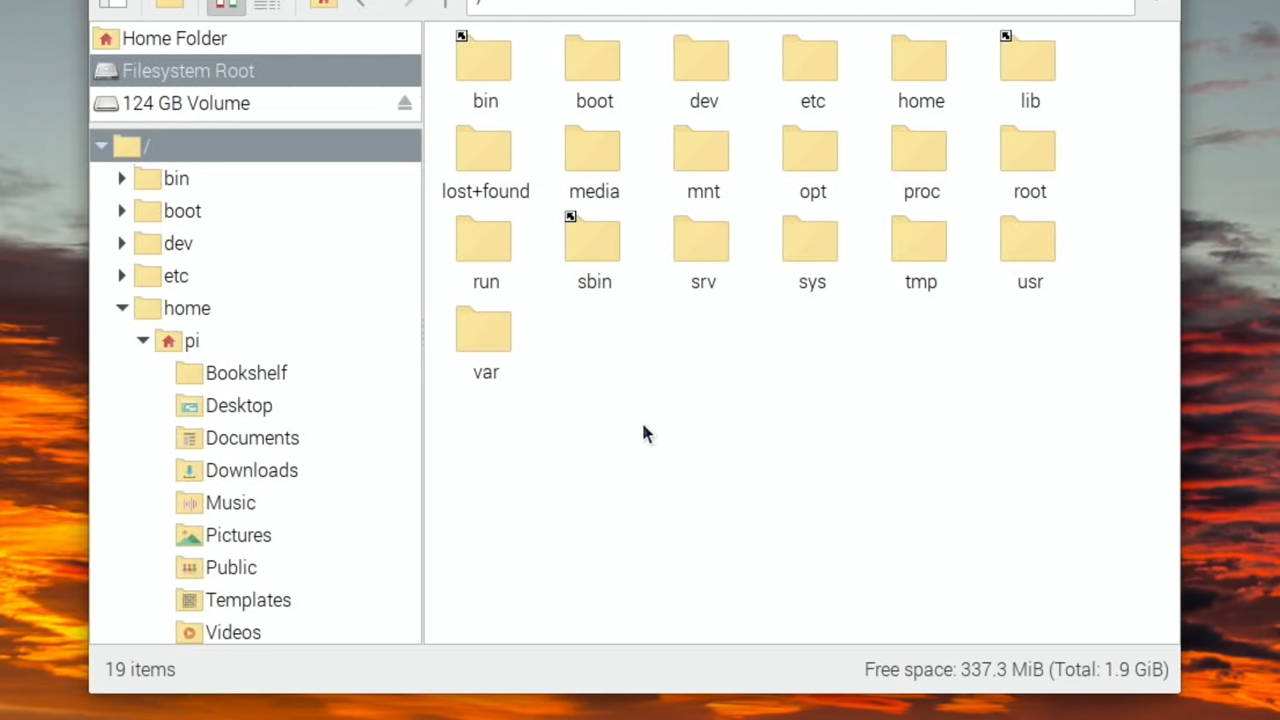 /
Home Folder
Filesystem Root
124 GB Volume
/
bin
boot
dev
etc
home
pi
Bookshelf
Desktop
Documents
Downloads
Music
Pictures
Public
Templates
Videos
bin boot dev etc home lib
lost+found media mnt opt proc root
run sbin srv sys tmp usr
var
19 items
Free space: 337.3 MiB (Total: 1.9 GiB)